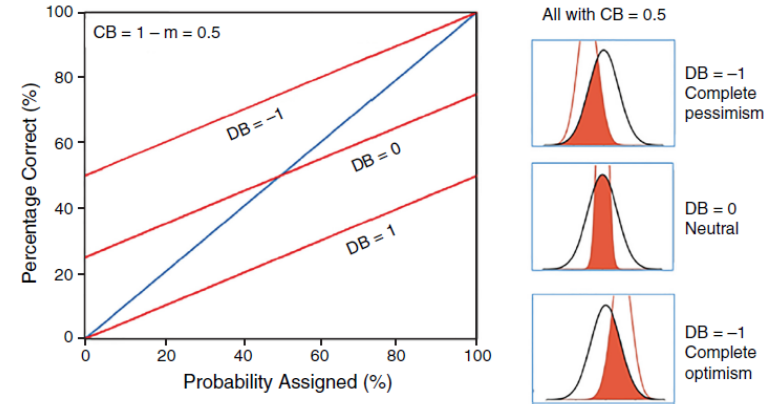 CB = 1 – m = 0.5
DB = –1
DB = 0
DB = 1
100
80
60
40
20
0
Percentage Correct (%)
0
20
40
60
80
100
Probability Assigned (%)
All with CB = 0.5
DB = –1
Complete
pessimism
DB = 0
Neutral
DB = –1
Complete
optimism